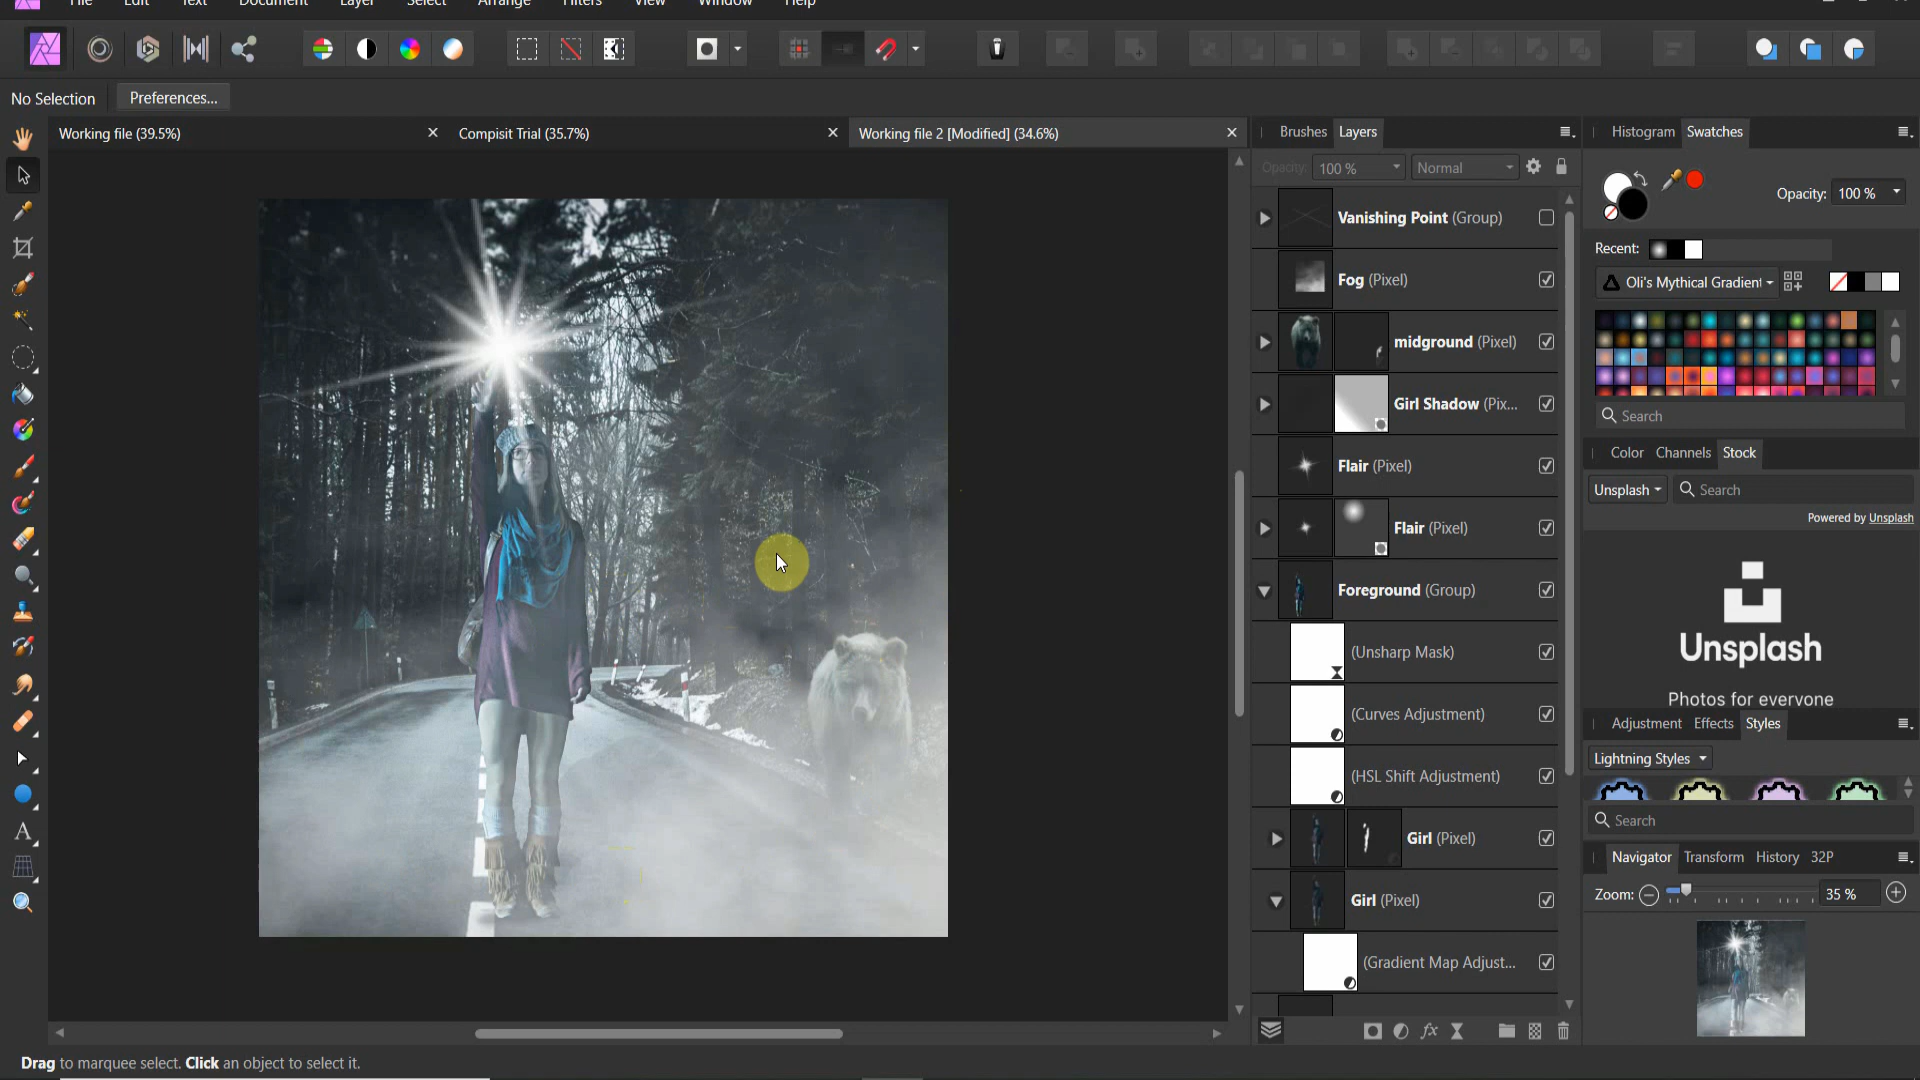 File Edit Text Document Layer Select Arrange Filters View Window Help
No Selection Preferences...
Working file (39.5%) Compisit Trial (35.7%) Working file 2 [Modified] (34.6%)
Brushes Layers
Histogram Swatches
Opacity: 100 % Normal
Opacity: 100 %
Vanishing Point (Group)
Recent:
Fog (Pixel)
Oli's Mythical Gradient
midground (Pixel)
Girl Shadow (Pix...
Search
Flair (Pixel)
Color Channels Stock
Unsplash Search
Powered by Unsplash
Flair (Pixel)
Foreground (Group)
Unsplash
(Unsharp Mask)
Photos for everyone
(Curves Adjustment)
Adjustment Effects Styles
Lightning Styles
(HSL Shift Adjustment)
Search
Girl (Pixel)
Navigator Transform History 32P
Zoom: 35 %
Girl (Pixel)
(Gradient Map Adjust...
Drag to marquee select. Click an object to select it.